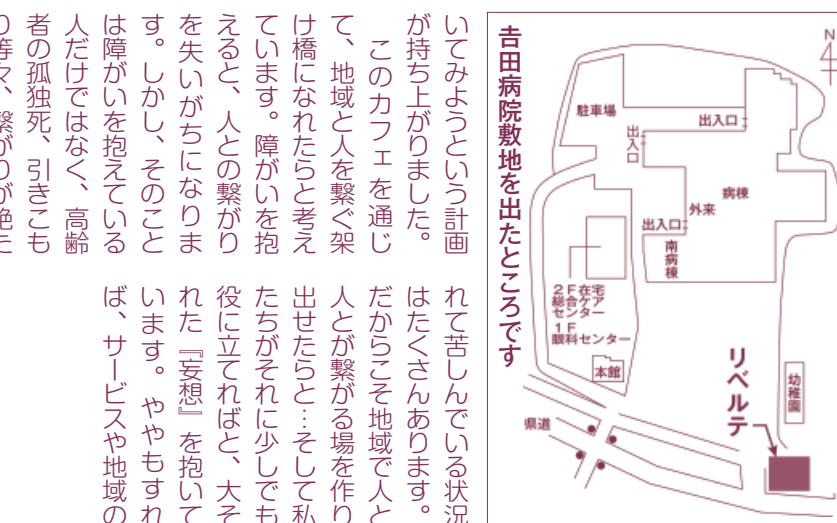 N
駐車場
出入口
出入口
病棟
外来
出入口
南病棟
2F在宅
総合ケア
センター
1F
眼科センター
本館
県道
リベルテ
幼稚園
吉田病院敷地を出たところです
いてみようという計画
が持ち上がりました。
このカフェを通じ
て、地域と人を繋ぐ架
け橋になれたらと考え
ています。障がいを抱
えると、人との繋がり
を失いがちになりま
す。しかし、そのこと
は障がいを抱えている
人だけではなく、高齢
者の孤独死、引きこも
り等々、繋がりが絶た
れて苦しんでいる状況
はたくさんあります。
だからこそ地域で人と
人とが繋がる場を作り
出せたらと…そして私
たちがそれに少しでも
役に立てればと、大そ
れた『妄想』を抱いて
います。ややもすれ
ば、サービスや地域の